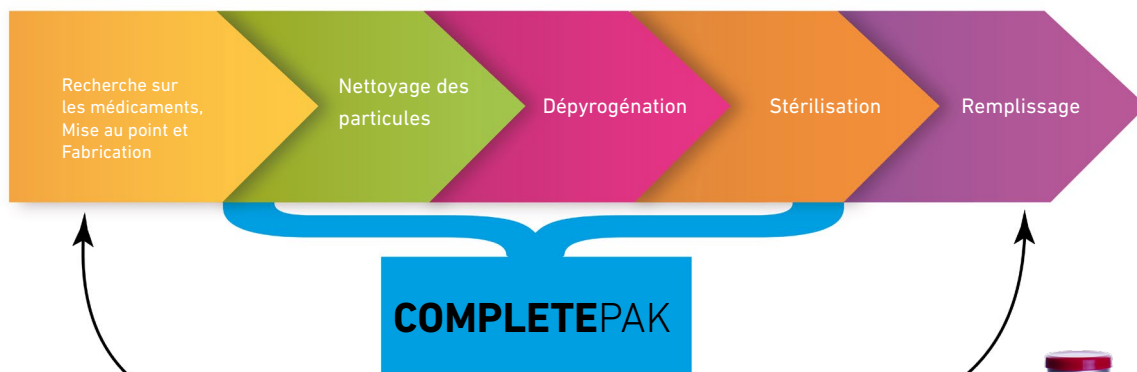 Recherche sur
les médicaments,
Mise au point et
Fabrication
Nettoyage des
particules
Dépyrogénation
Stérilisation
Remplissage
COMPLETEPAK